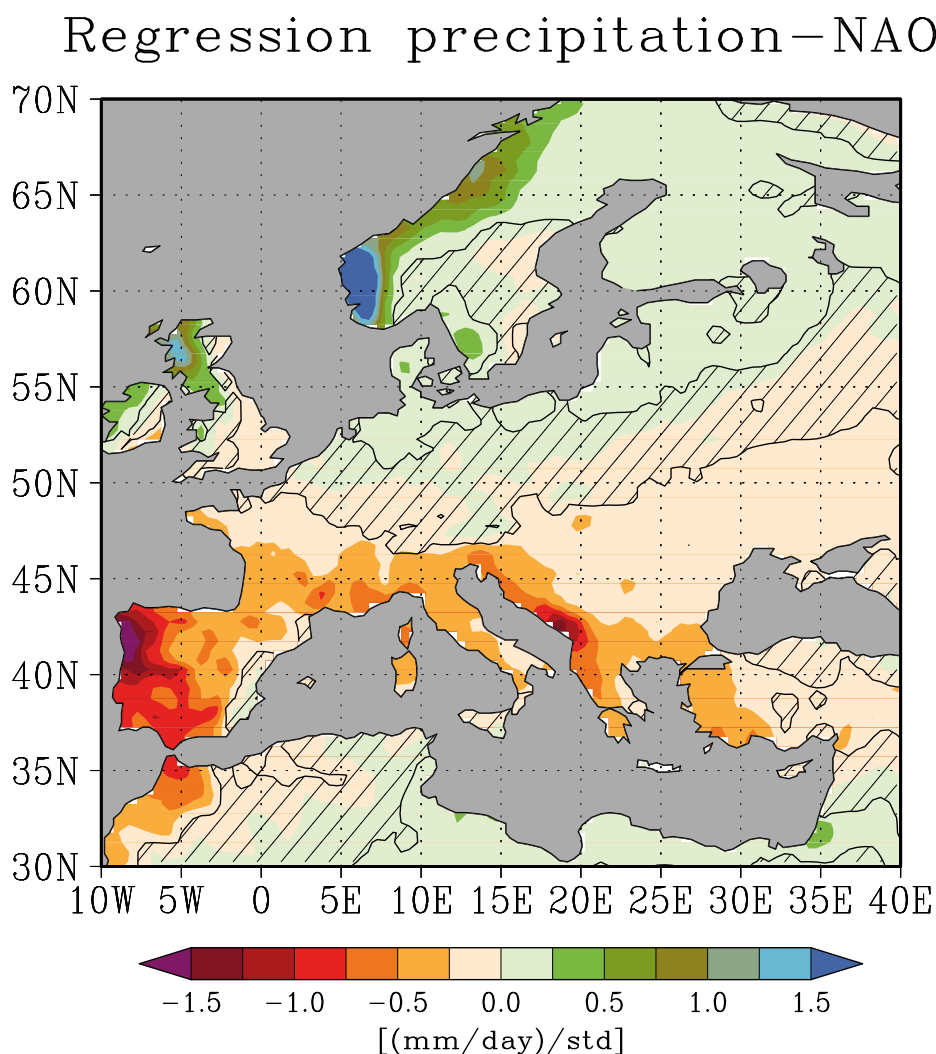 Regression precipitation−NAO
70N
65N
60N
55N
50N
45N
40N
35N
30N
10W 5W 0 5E 10E 15E 20E 25E 30E 35E 40E
−1.5 −1.0 −0.5 0.0 0.5 1.0 1.5
[(mm/day)/std]